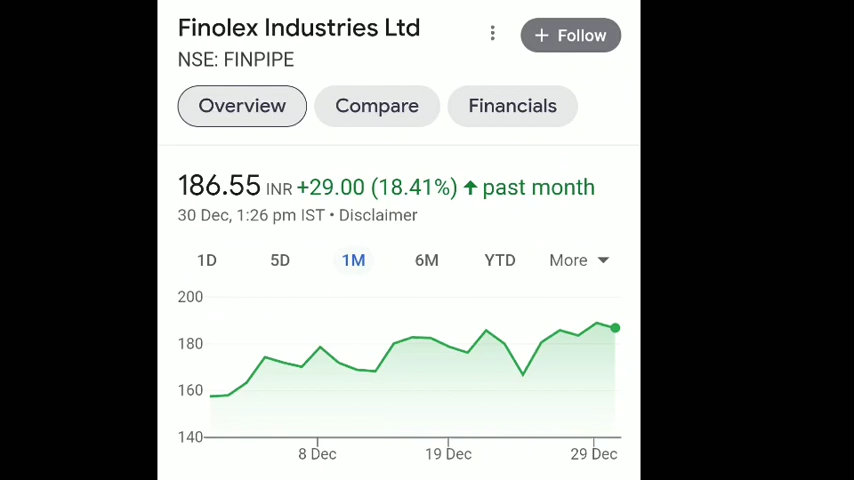 Finolex Industries Ltd
+ Follow
NSE: FINPIPE
Overview
Compare
Financials
186.55 INR +29.00 (18.41%) ↑ past month
30 Dec, 1:26 pm IST • Disclaimer
1D 5D 1M 6M YTD More
200
180
160
140
8 Dec 19 Dec 29 Dec